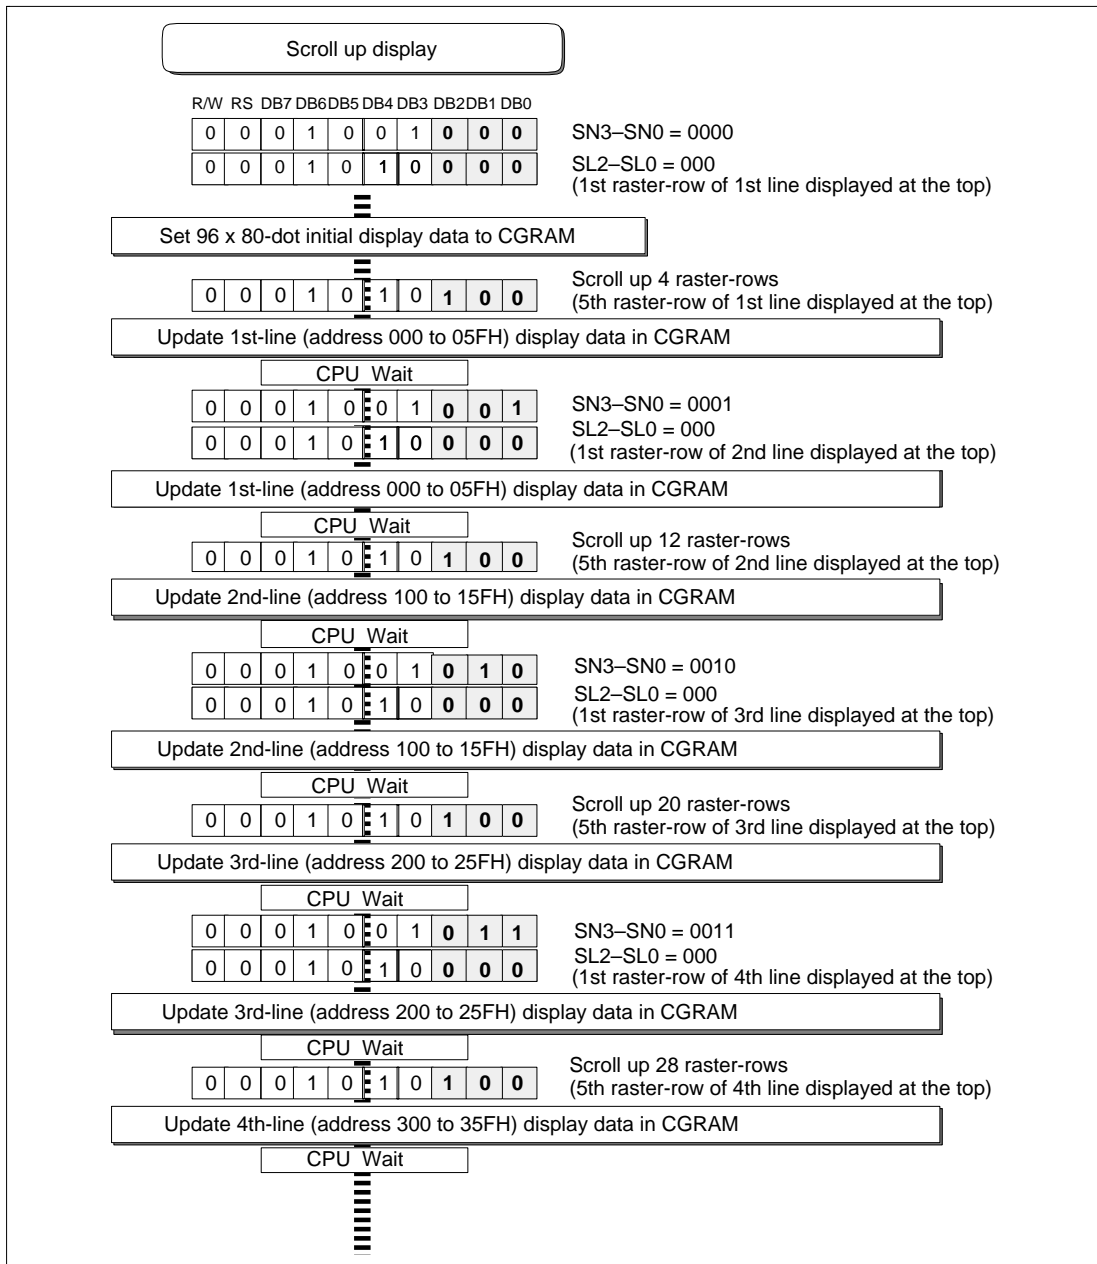 Scroll up display
R/W RS DB7 DB6 DB5 DB4 DB3 DB2 DB1 DB0
0 0 0 1 0 0 1 0 0 0 SN3–SN0 = 0000
0 0 0 1 0 1 0 0 0 0 SL2–SL0 = 000
(1st raster-row of 1st line displayed at the top)
Set 96 x 80-dot initial display data to CGRAM
Scroll up 4 raster-rows
0 0 0 1 0 1 0 1 0 0 (5th raster-row of 1st line displayed at the top)
Update 1st-line (address 000 to 05FH) display data in CGRAM
CPU Wait
0 0 0 1 0 0 1 0 0 1 SN3–SN0 = 0001
0 0 0 1 0 1 0 0 0 0 SL2–SL0 = 000
(1st raster-row of 2nd line displayed at the top)
Update 1st-line (address 000 to 05FH) display data in CGRAM
CPU Wait
Scroll up 12 raster-rows
0 0 0 1 0 1 0 1 0 0 (5th raster-row of 2nd line displayed at the top)
Update 2nd-line (address 100 to 15FH) display data in CGRAM
CPU Wait
0 0 0 1 0 0 1 0 1 0 SN3–SN0 = 0010
0 0 0 1 0 1 0 0 0 0 SL2–SL0 = 000
(1st raster-row of 3rd line displayed at the top)
Update 2nd-line (address 100 to 15FH) display data in CGRAM
CPU Wait
Scroll up 20 raster-rows
0 0 0 1 0 1 0 1 0 0 (5th raster-row of 3rd line displayed at the top)
Update 3rd-line (address 200 to 25FH) display data in CGRAM
CPU Wait
0 0 0 1 0 0 1 0 1 1 SN3–SN0 = 0011
0 0 0 1 0 1 0 0 0 0 SL2–SL0 = 000
(1st raster-row of 4th line displayed at the top)
Update 3rd-line (address 200 to 25FH) display data in CGRAM
CPU Wait
Scroll up 28 raster-rows
0 0 0 1 0 1 0 1 0 0 (5th raster-row of 4th line displayed at the top)
Update 4th-line (address 300 to 35FH) display data in CGRAM
CPU Wait